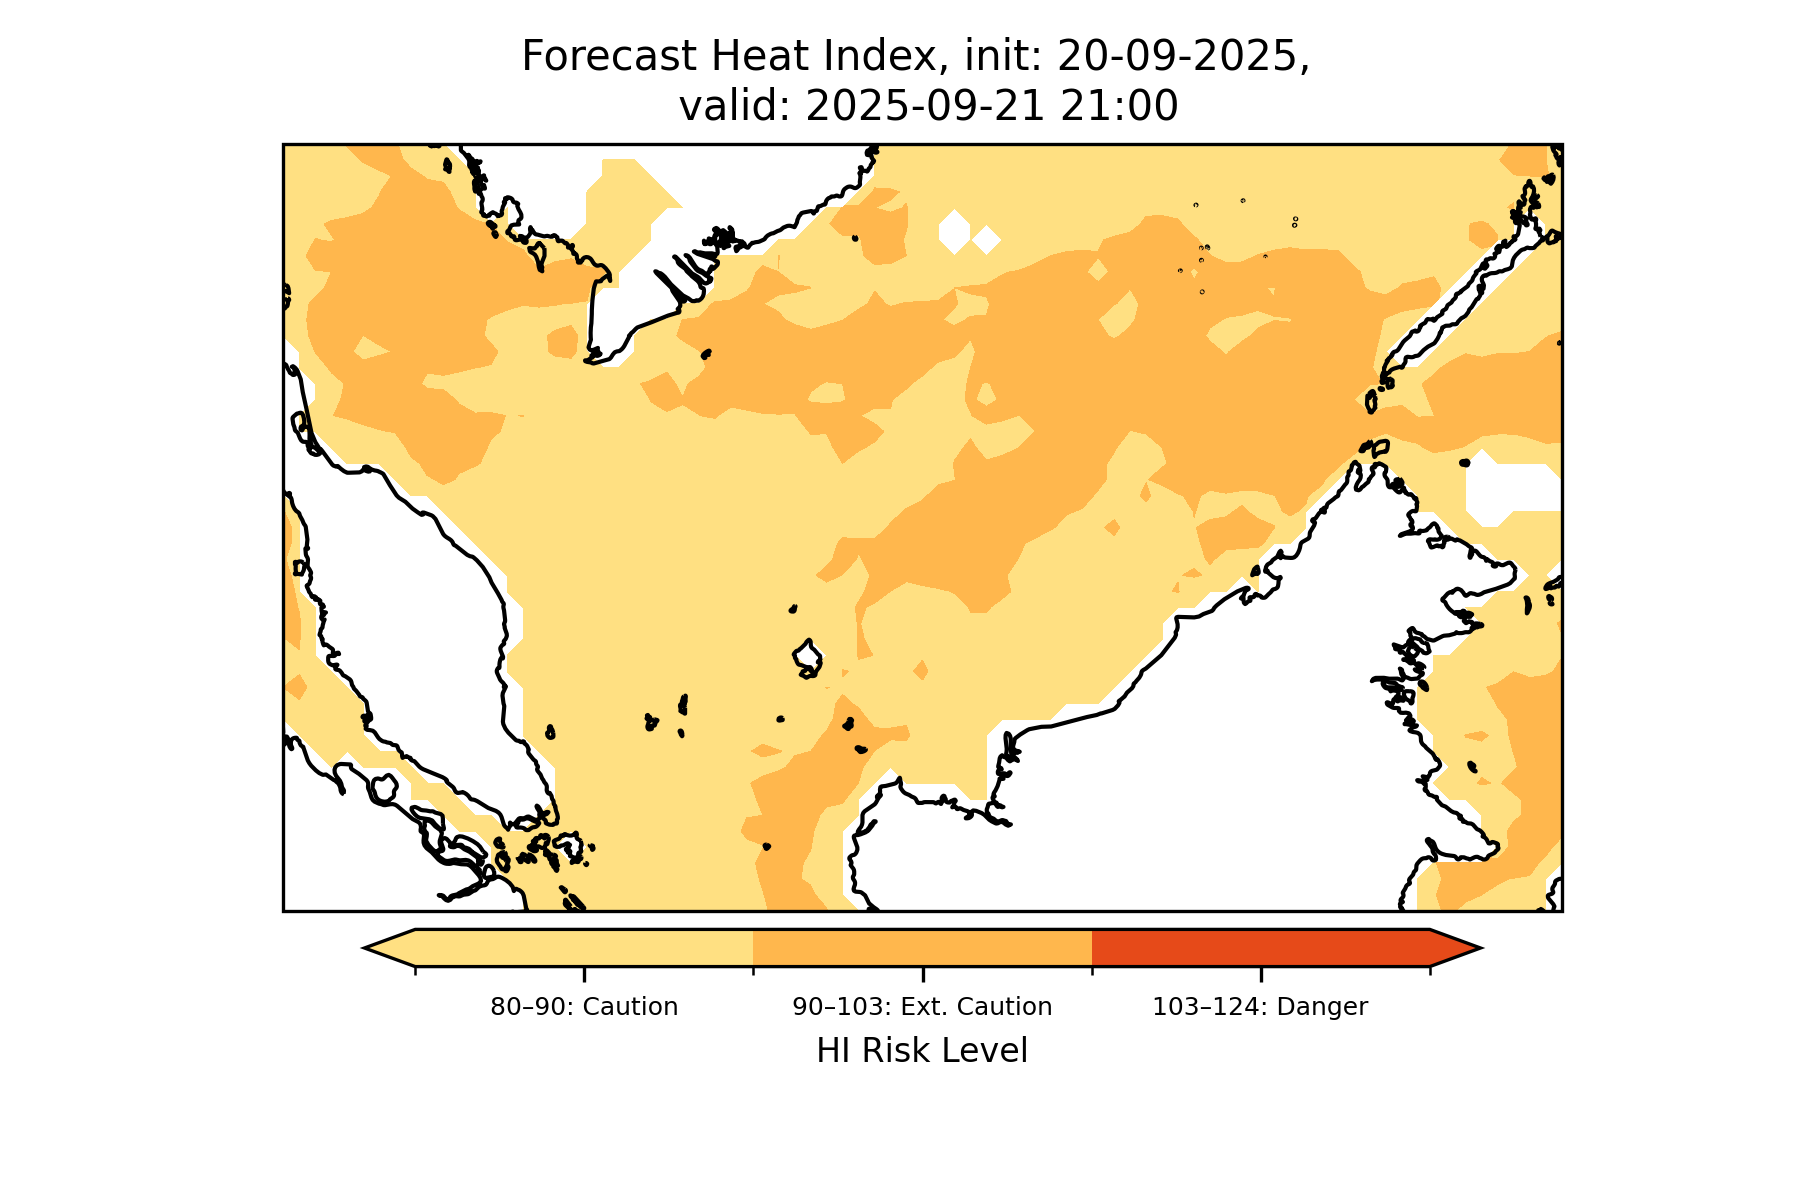 Forecast Heat Index, init: 20-09-2025,
valid: 2025-09-21 21:00
80–90: Caution
90–103: Ext. Caution
103–124: Danger
HI Risk Level